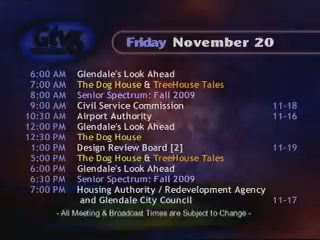 Gtv6
Friday November 20
6:00 AM Glendale's Look Ahead
7:00 AM The Dog House & TreeHouse Tales
8:00 AM Senior Spectrum: Fall 2009
9:00 AM Civil Service Commission 11-18
10:30 AM Airport Authority 11-16
12:00 PM Glendale's Look Ahead
12:30 PM The Dog House
1:00 PM Design Review Board [2] 11-19
5:00 PM The Dog House & TreeHouse Tales
6:00 PM Glendale's Look Ahead
6:30 PM Senior Spectrum: Fall 2009
7:00 PM Housing Authority / Redevelopment Agency
and Glendale City Council 11-17
- All Meeting & Broadcast Times are Subject to Change -